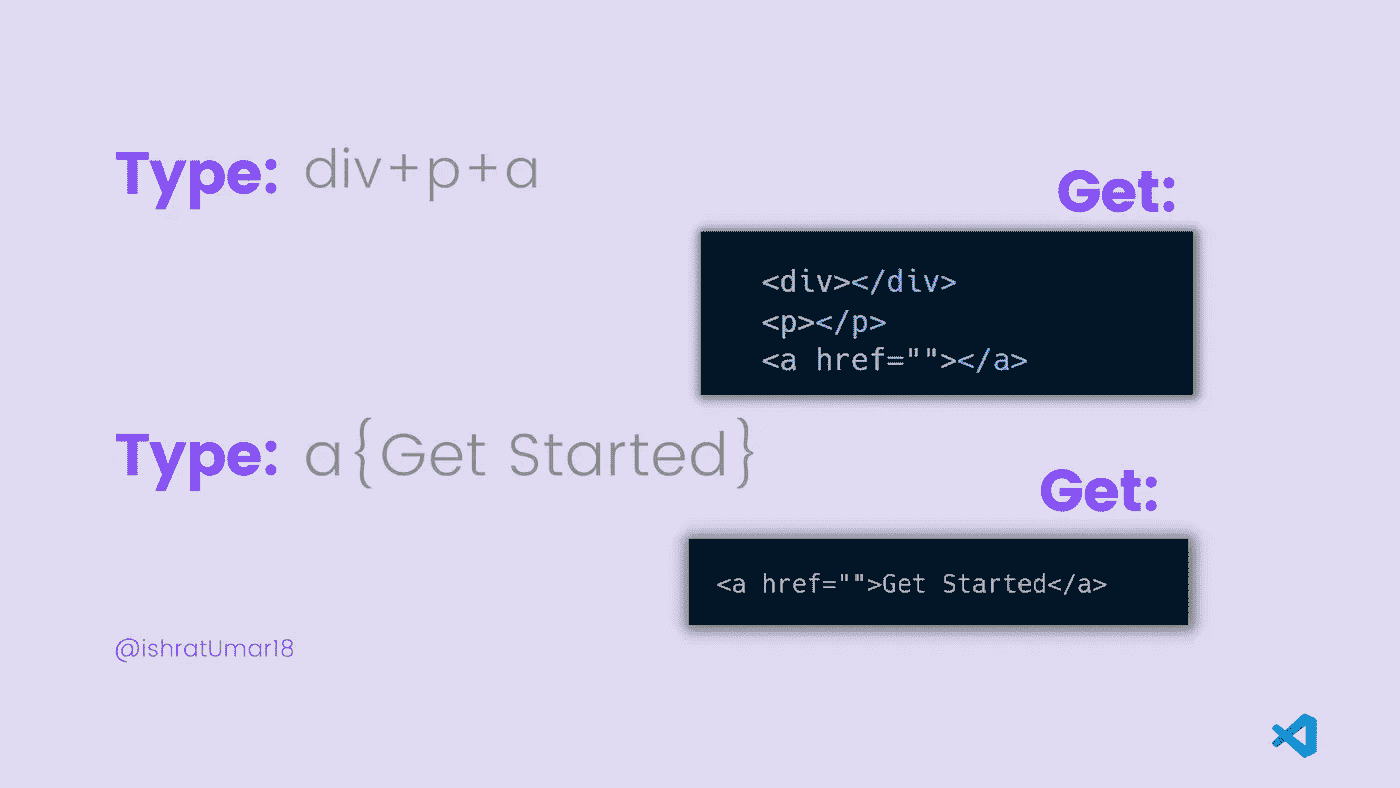 Type: div+p+a
Get:
<div></div>
<p></p>
<a href=""></a>
Type: a{Get Started}
Get:
<a href="">Get Started</a>
@ishratUmar18